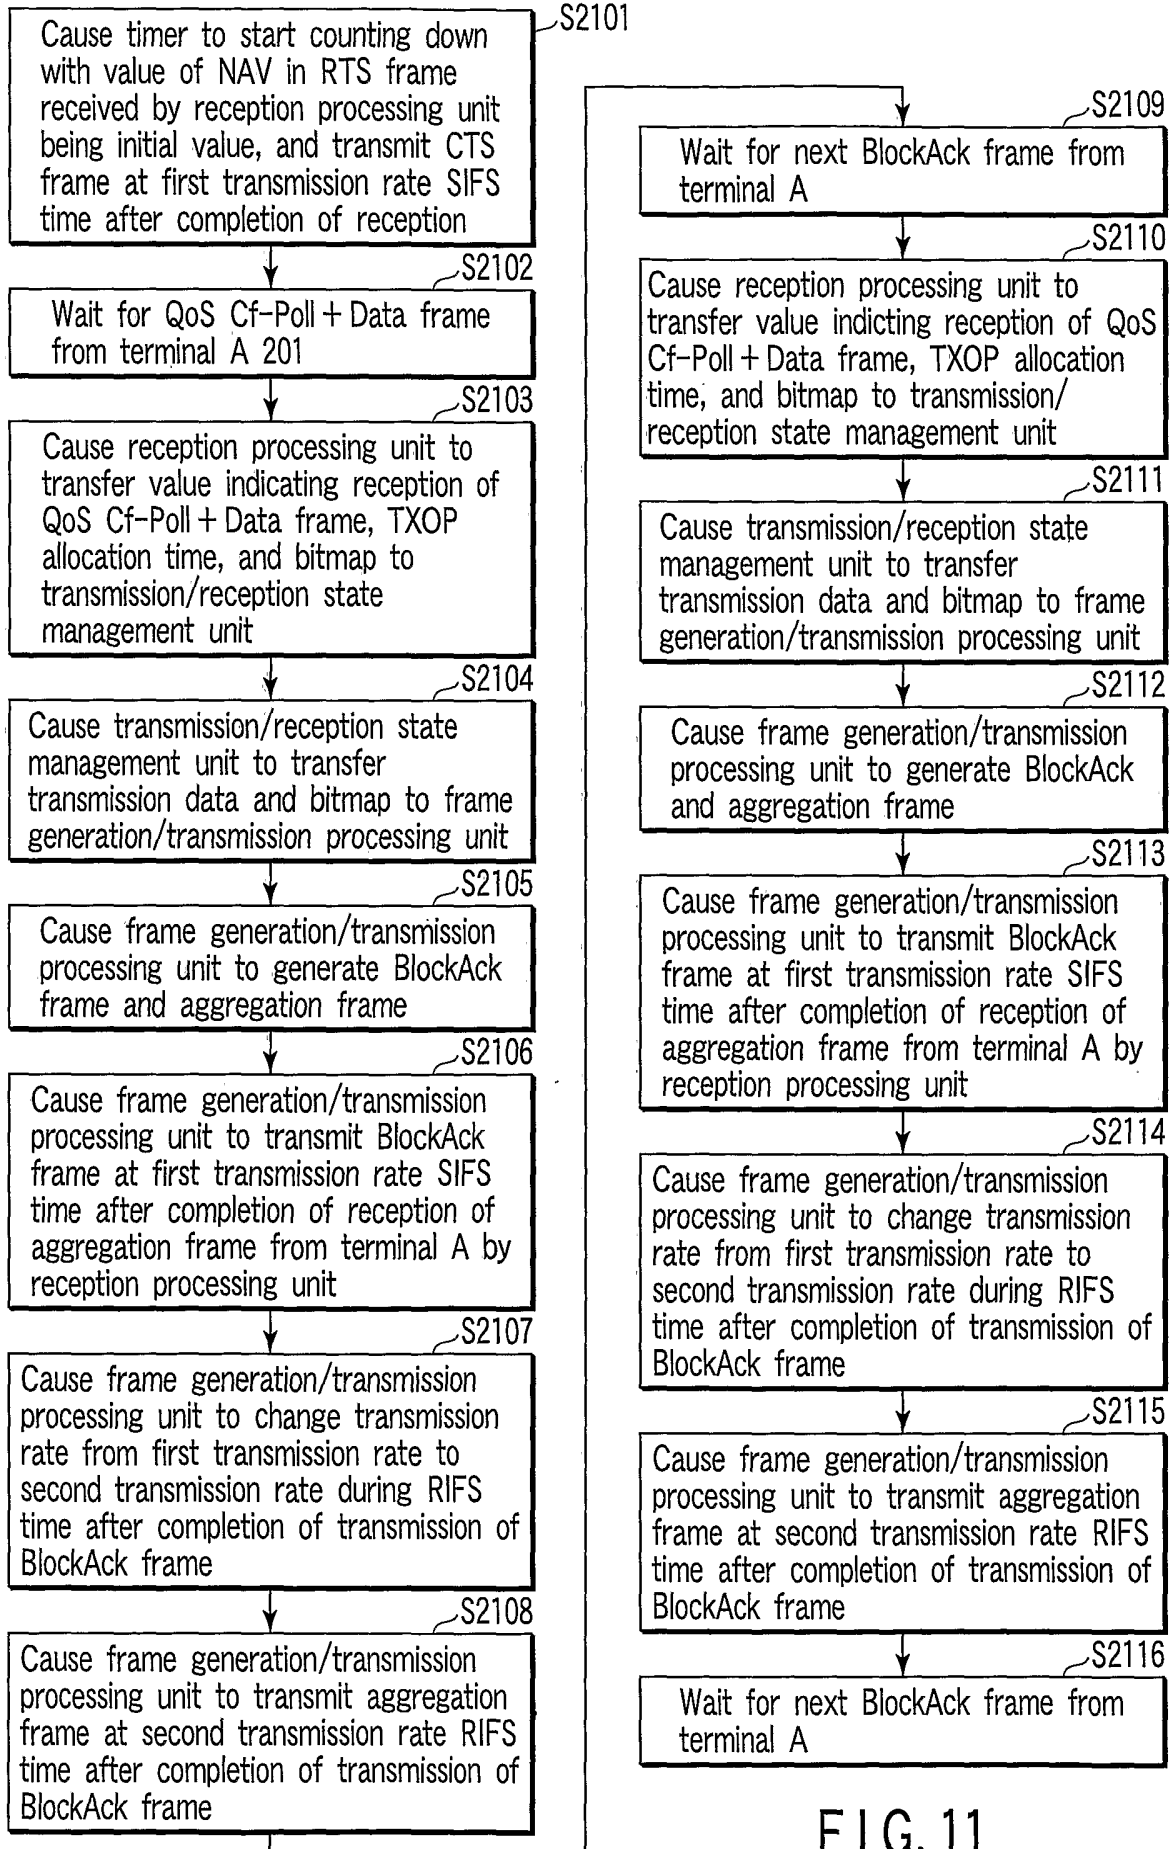 S2101
Cause timer to start counting down
with value of NAV in RTS frame
received by reception processing unit
being initial value, and transmit CTS
frame at first transmission rate SIFS
time after completion of reception
S2102
Wait for QoS Cf-Poll + Data frame
from terminal A 201
S2103
Cause reception processing unit to
transfer value indicating reception of
QoS Cf-Poll + Data frame, TXOP
allocation time, and bitmap to
transmission/reception state
management unit
S2104
Cause transmission/reception state
management unit to transfer
transmission data and bitmap to frame
generation/transmission processing unit
S2105
Cause frame generation/transmission
processing unit to generate BlockAck
frame and aggregation frame
S2106
Cause frame generation/transmission
processing unit to transmit BlockAck
frame at first transmission rate SIFS
time after completion of reception of
aggregation frame from terminal A by
reception processing unit
S2107
Cause frame generation/transmission
processing unit to change transmission
rate from first transmission rate to
second transmission rate during RIFS
time after completion of transmission of
BlockAck frame
S2108
Cause frame generation/transmission
processing unit to transmit aggregation
frame at second transmission rate RIFS
time after completion of transmission of
BlockAck frame
S2109
Wait for next BlockAck frame from
terminal A
S2110
Cause reception processing unit to
transfer value indicting reception of QoS
Cf-Poll + Data frame, TXOP allocation
time, and bitmap to transmission/
reception state management unit
S2111
Cause transmission/reception state
management unit to transfer
transmission data and bitmap to frame
generation/transmission processing unit
S2112
Cause frame generation/transmission
processing unit to generate BlockAck
and aggregation frame
S2113
Cause frame generation/transmission
processing unit to transmit BlockAck
frame at first transmission rate SIFS
time after completion of reception of
aggregation frame from terminal A by
reception processing unit
S2114
Cause frame generation/transmission
processing unit to change transmission
rate from first transmission rate to
second transmission rate during RIFS
time after completion of transmission of
BlockAck frame
S2115
Cause frame generation/transmission
processing unit to transmit aggregation
frame at second transmission rate RIFS
time after completion of transmission of
BlockAck frame
S2116
Wait for next BlockAck frame from
terminal A
FIG. 11